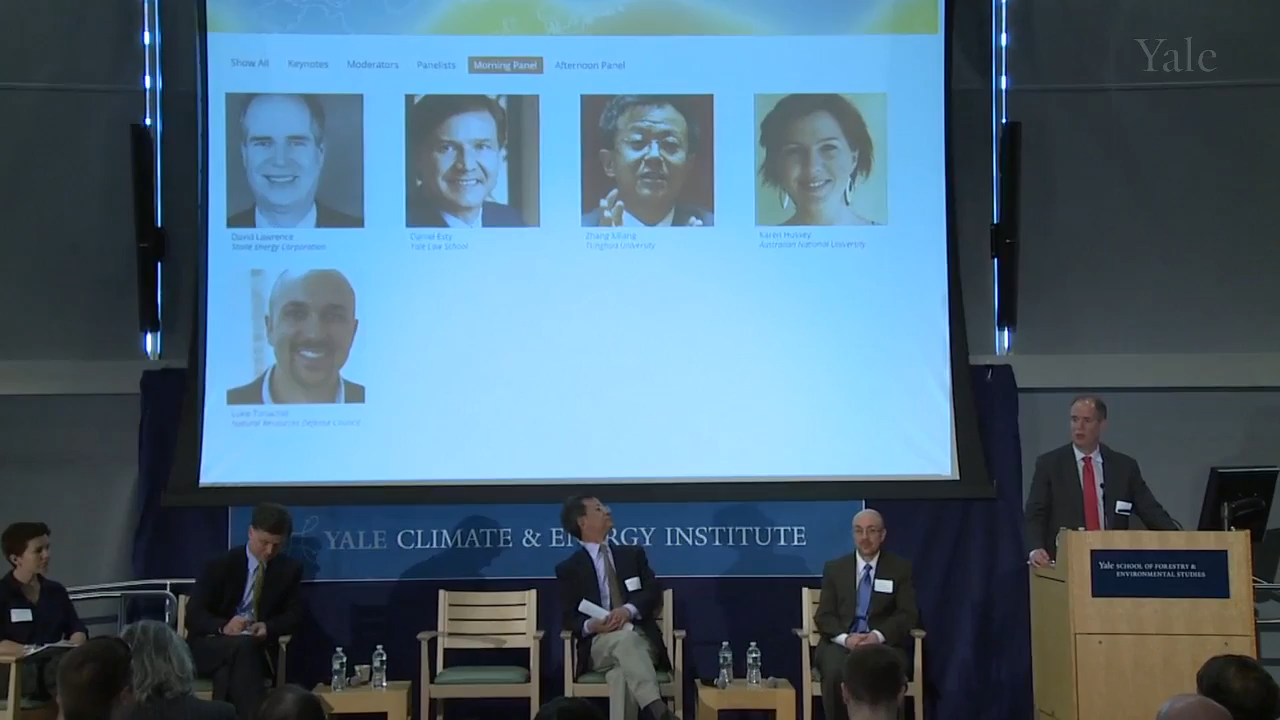 Yale
Show All Keynotes Moderators Panelists Morning Panel Afternoon Panel
David Lawrence
Stone Energy Corporation
Daniel Esty
Yale Law School
Zhang Xiliang
Tsinghua University
Karen Hussey
Australian National University
Luke
Natural Resources Defense Council
YALE CLIMATE & ENERGY INSTITUTE
Yale SCHOOL OF FORESTRY &
ENVIRONMENTAL STUDIES